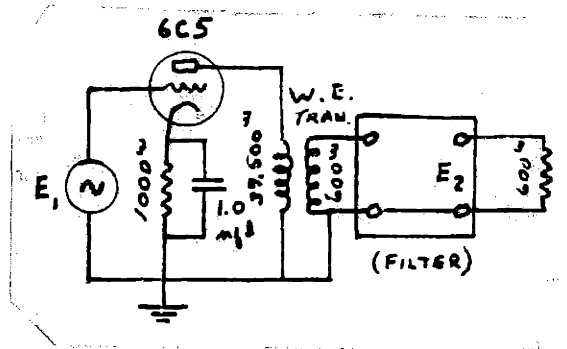 6C5
W. E.
TRAN.
E1
1000 ω
1.0
mfd
37.500 ω
600 ω
E2
600 ω
(FILTER)